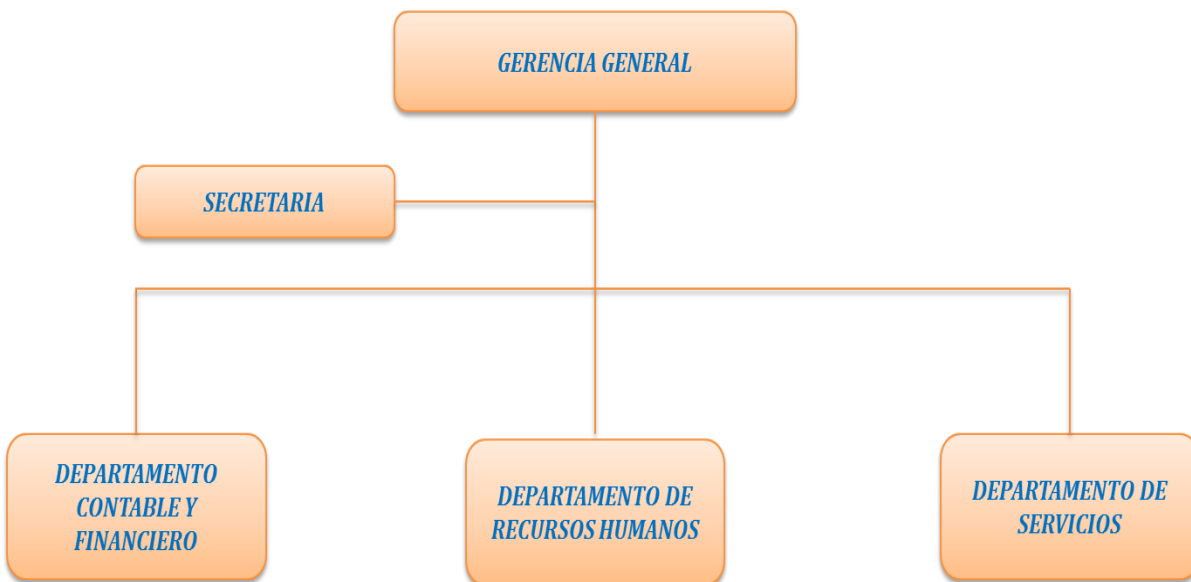 GERENCIA GENERAL
SECRETARIA
DEPARTAMENTO
CONTABLE Y
FINANCIERO
DEPARTAMENTO DE
RECURSOS HUMANOS
DEPARTAMENTO DE
SERVICIOS